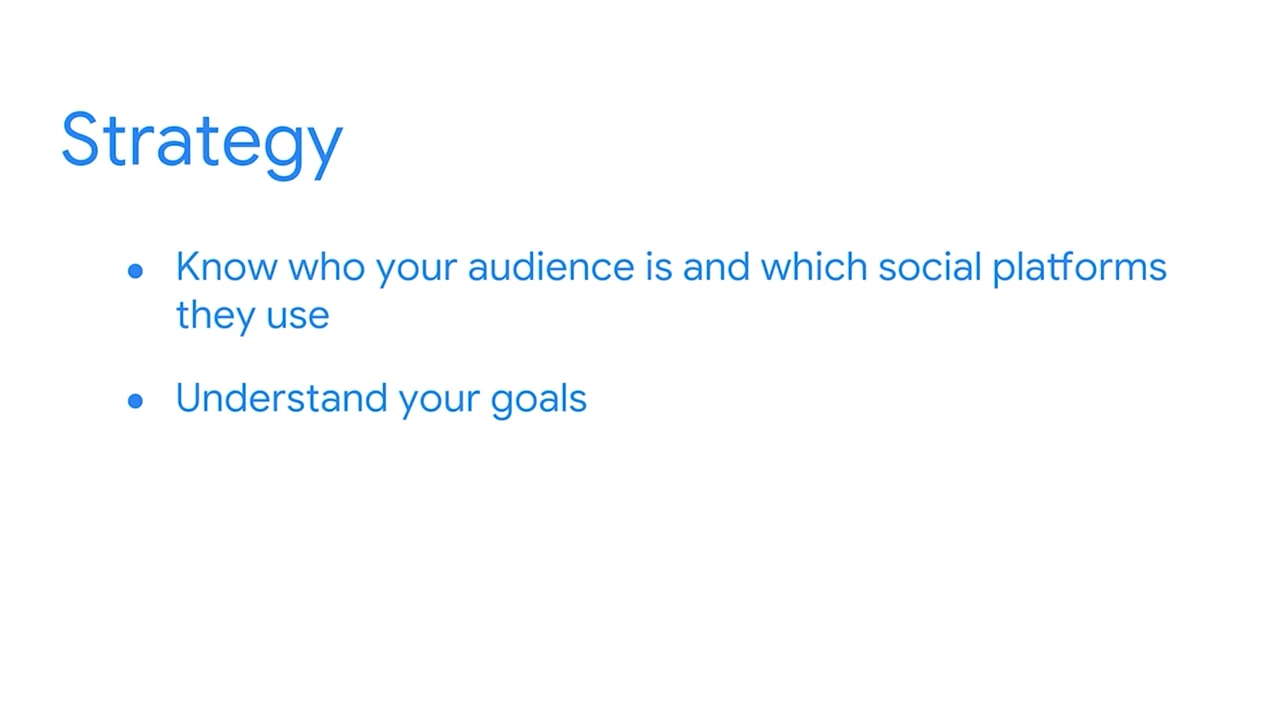 Strategy
● Know who your audience is and which social platforms
they use
● Understand your goals